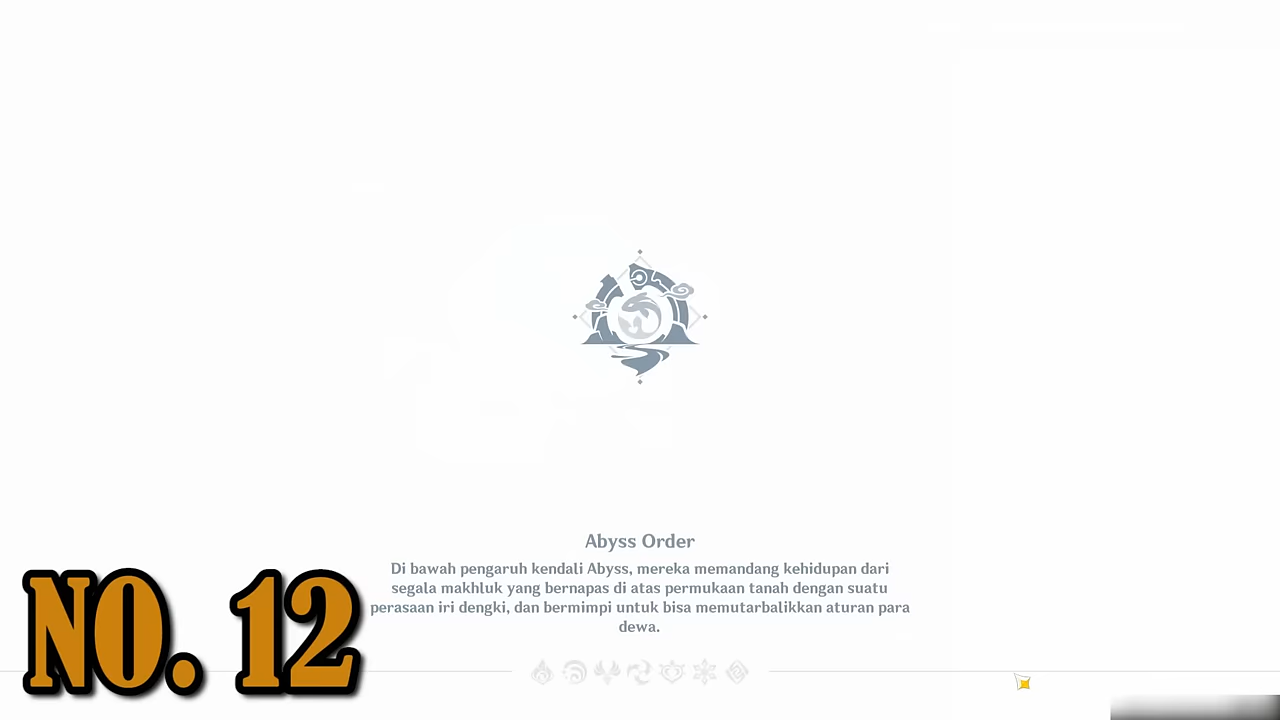 Abyss Order
Di bawah pengaruh kendali Abyss, mereka memandang kehidupan dari
segala makhluk yang bernapas di atas permukaan tanah dengan suatu
perasaan iri dengki, dan bermimpi untuk bisa memutarbalikkan aturan para
dewa.
NO. 12